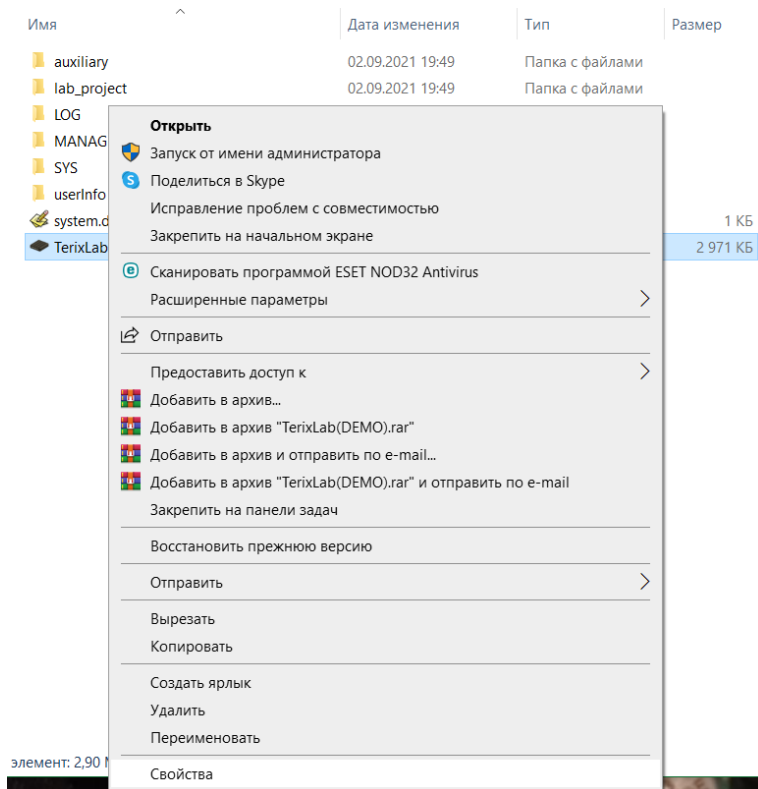 Имя Дата изменения Тип Размер
auxiliary 02.09.2021 19:49 Папка с файлами
lab_project 02.09.2021 19:49 Папка с файлами
LOG
MANAG
SYS
userInfo
system.d 1 КБ
TerixLab 2 971 КБ
Открыть
Запуск от имени администратора
Поделиться в Skype
Исправление проблем с совместимостью
Закрепить на начальном экране
Сканировать программой ESET NOD32 Antivirus
Расширенные параметры
Отправить
Предоставить доступ к
Добавить в архив...
Добавить в архив "TerixLab(DEMO).rar"
Добавить в архив и отправить по e-mail...
Добавить в архив "TerixLab(DEMO).rar" и отправить по e-mail
Закрепить на панели задач
Восстановить прежнюю версию
Отправить
Вырезать
Копировать
Создать ярлык
Удалить
Переименовать
Свойства
элемент: 2,90